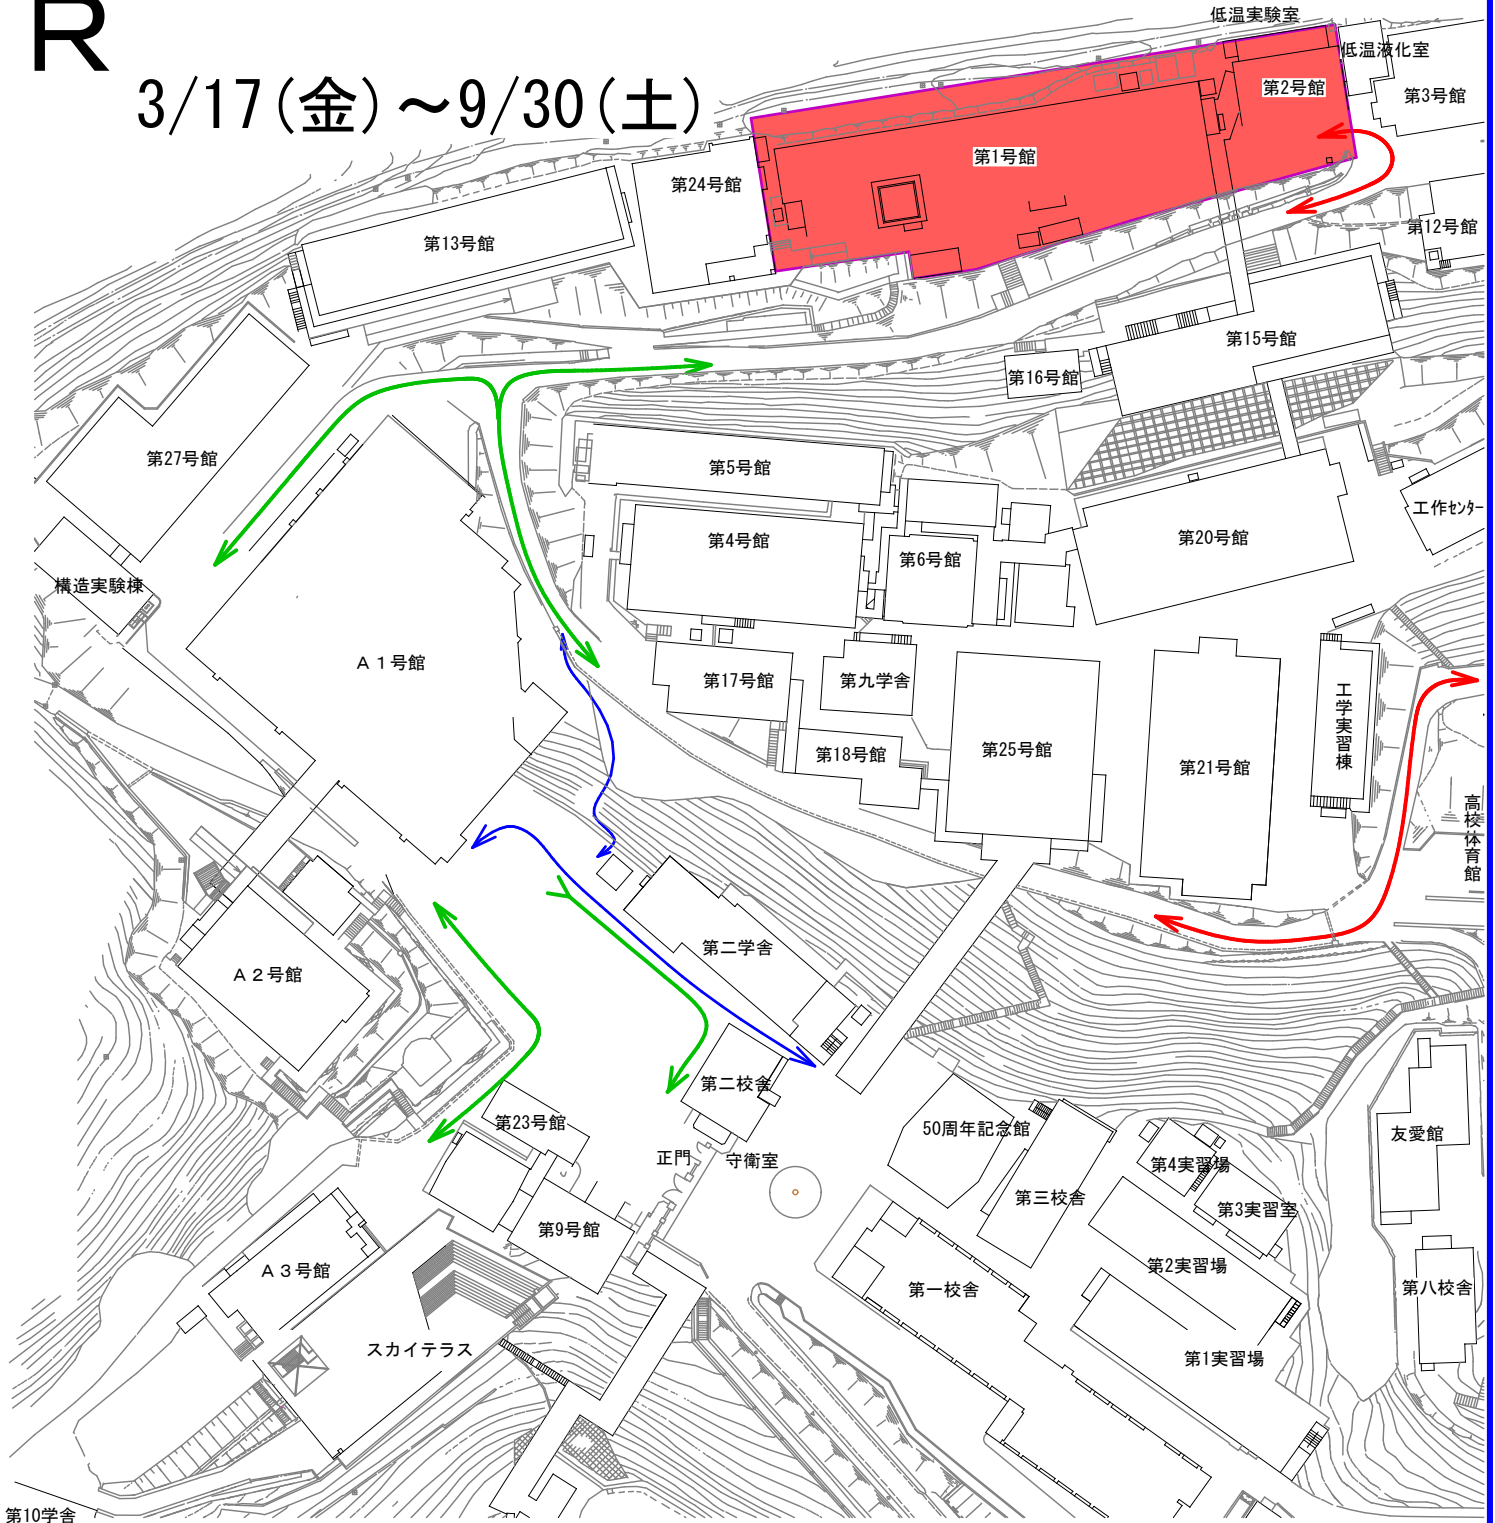 R
3/17(金)～9/30(土)
低温実験室
低温液化室
第2号館
第3号館
第1号館
第24号館
第13号館
第12号館
第15号館
第16号館
第27号館
第5号館
第4号館
第6号館
第20号館
工作センター
構造実験棟
A1号館
第17号館
第九学舎
第18号館
第25号館
第21号館
工学実習棟
高校体育館
第二学舎
A2号館
第二校舎
第23号館
正門
守衛室
50周年記念館
第三校舎
第4実習場
第3実習室
友愛館
第9号館
A3号館
第2実習場
第一校舎
第八校舎
スカイテラス
第1実習場
第10学舎